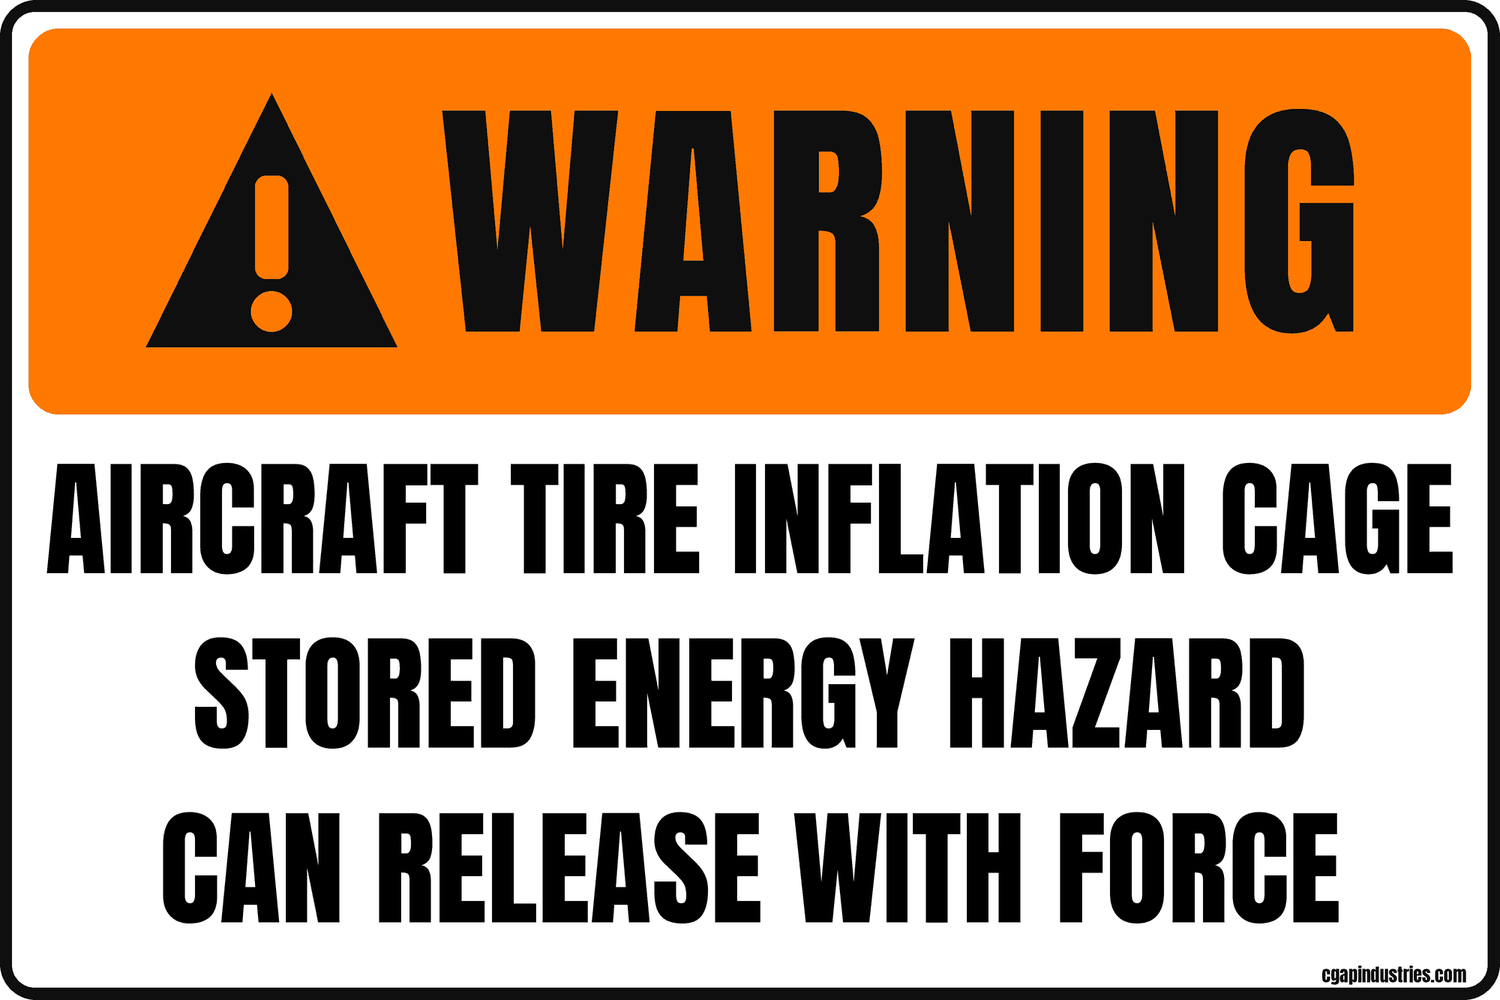 WARNING
AIRCRAFT TIRE INFLATION CAGE
STORED ENERGY HAZARD
CAN RELEASE WITH FORCE
cgapindustries.com